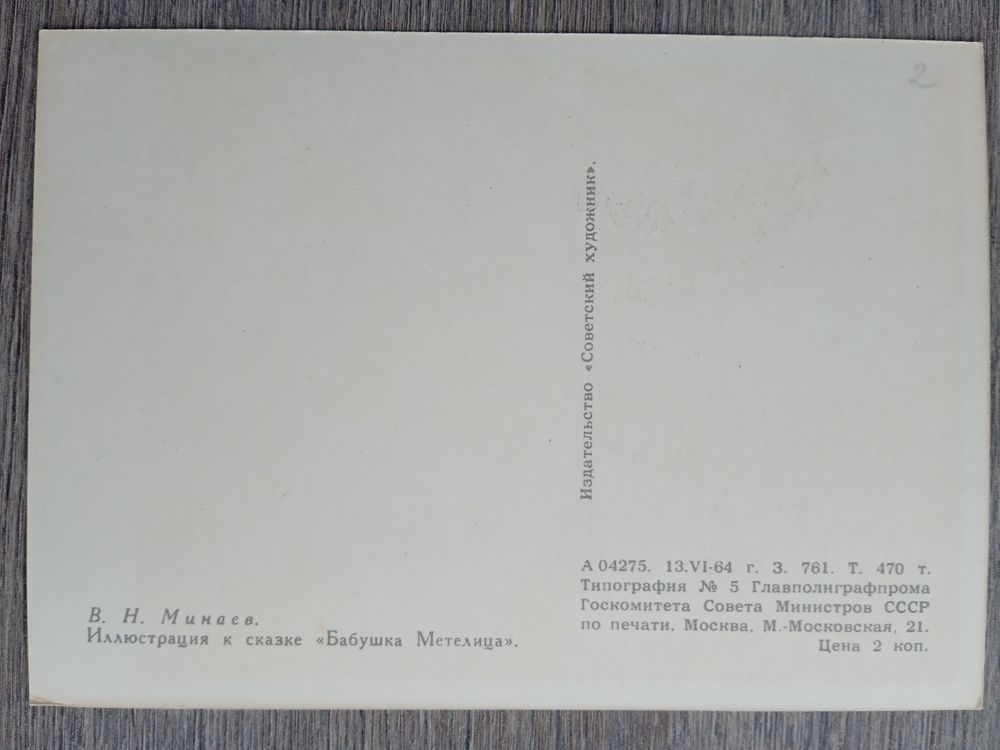 2
Издательство «Советский художник».
В. Н. Минаев.
Иллюстрация к сказке «Бабушка Метелица».
А 04275. 13.VI-64 г. З. 761. Т. 470 т.
Типография № 5 Главполиграфпрома
Госкомитета Совета Министров СССР
по печати. Москва, М.-Московская, 21.
Цена 2 коп.